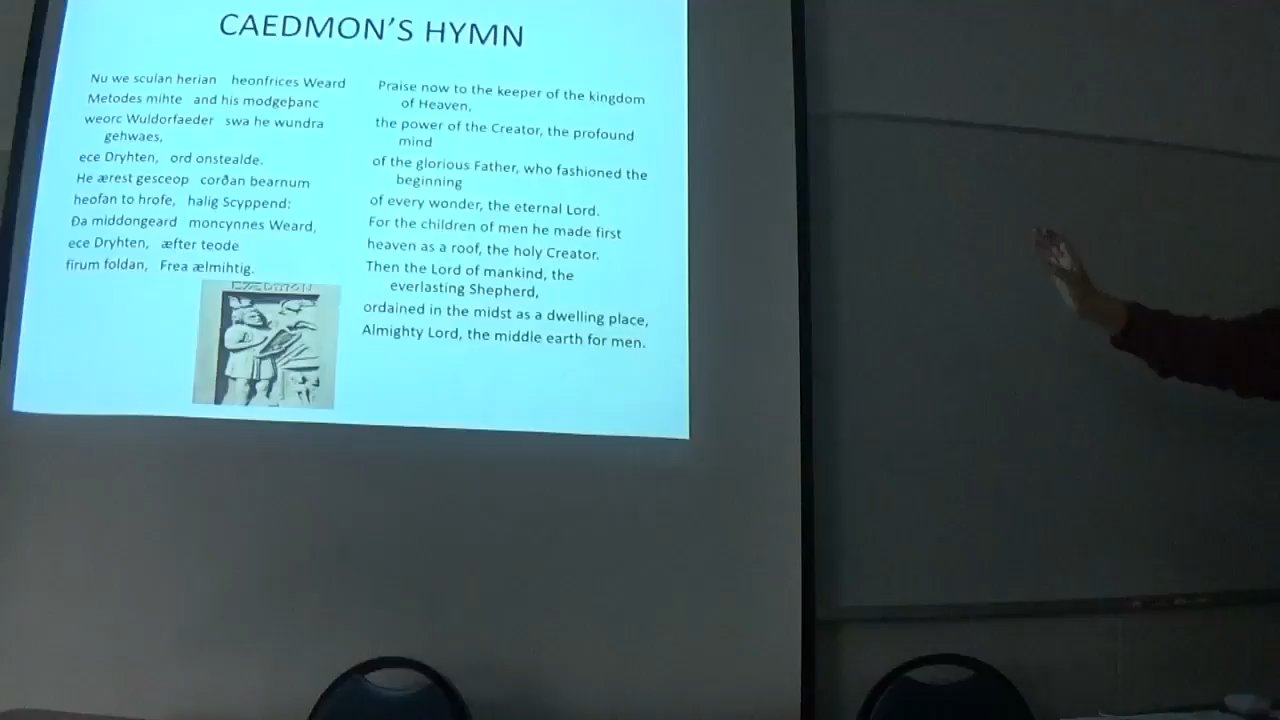 CAEDMON'S HYMN
Nu we sculan herian heonfrices Weard
Metodes mihte and his modgeþanc
weorc Wuldorfaeder swa he wundra
gehwaes,
ece Dryhten, ord onstealde.
He ærest gesceop corðan bearnum
heofan to hrofe, halig Scyppend:
Ða middongeard moncynnes Weard,
ece Dryhten, æfter teode
firum foldan, Frea ælmihtig.
CÆDMON
Praise now to the keeper of the kingdom
of Heaven,
the power of the Creator, the profound
mind
of the glorious Father, who fashioned the
beginning
of every wonder, the eternal Lord.
For the children of men he made first
heaven as a roof, the holy Creator.
Then the Lord of mankind, the
everlasting Shepherd,
ordained in the midst as a dwelling place,
Almighty Lord, the middle earth for men.